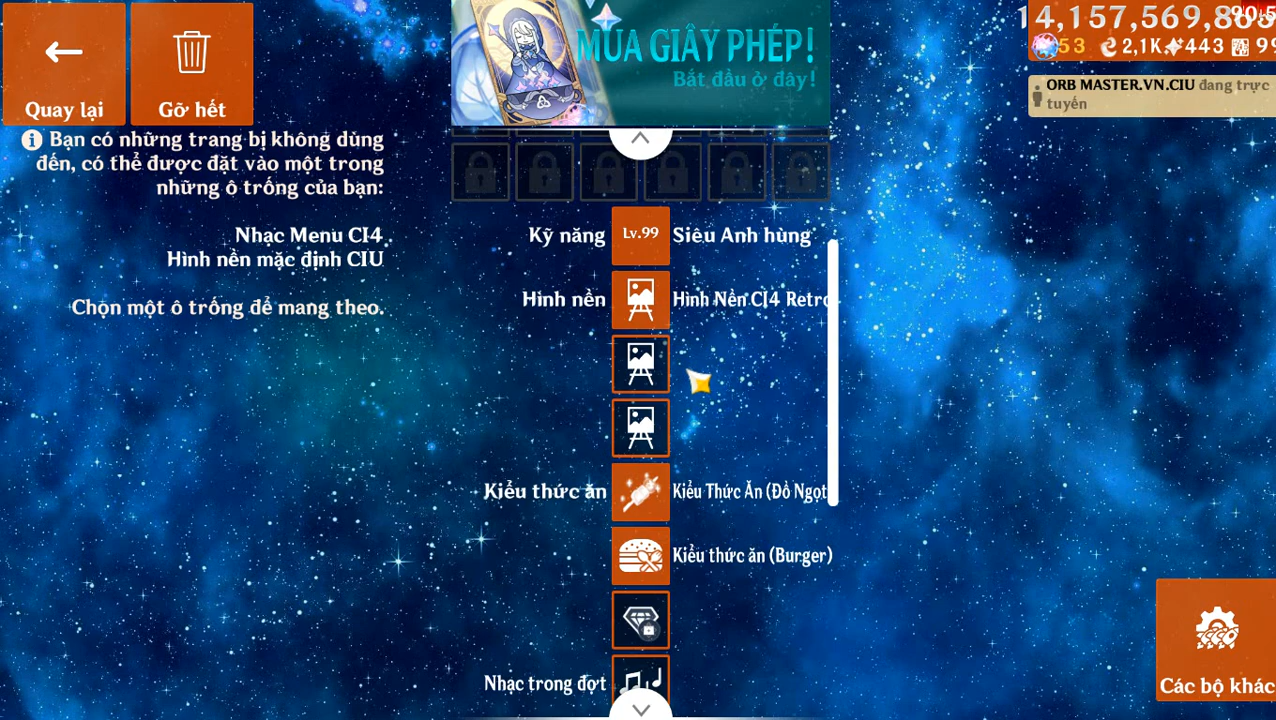 Quay lại
Gỡ hết
Bạn có những trang bị không dùng
đến, có thể được đặt vào một trong
những ô trống của bạn:
Nhạc Menu CI4
Hình nền mặc định CIU
Chọn một ô trống để mang theo.
MUA GIẤY PHÉP!
Bắt đầu ở đây!
Kỹ năng
Lv.99
Siêu Anh hùng
Hình nền
Hình Nền CI4 Retro
Kiểu thức ăn
Kiểu Thức Ăn (Đồ Ngọt
Kiểu thức ăn (Burger)
Nhạc trong đợt
53
2,1K
443
99
ORB MASTER.VN.CIU đang trực
tuyến
Các bộ khác